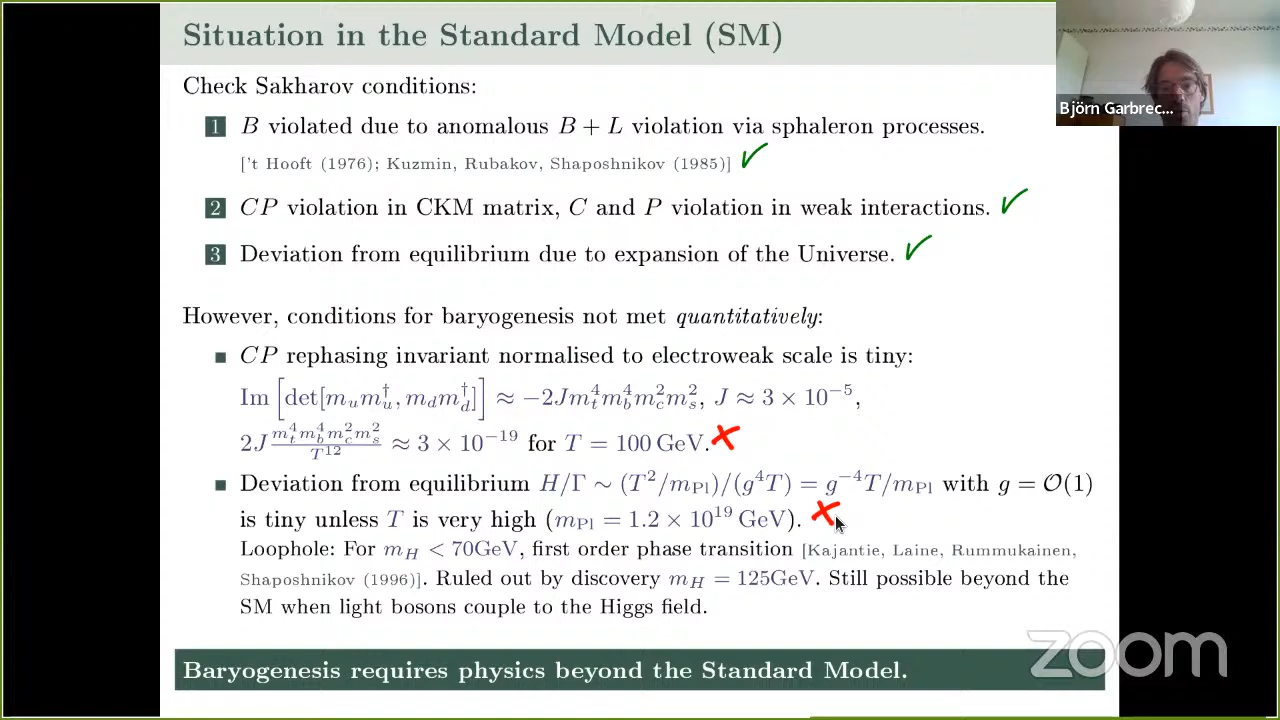 Situation in the Standard Model (SM)
Björn Garbrec...
Check Sakharov conditions:
1 B violated due to anomalous B + L violation via sphaleron processes.
['t Hooft (1976); Kuzmin, Rubakov, Shaposhnikov (1985)] ✓
2 CP violation in CKM matrix, C and P violation in weak interactions. ✓
3 Deviation from equilibrium due to expansion of the Universe. ✓
However, conditions for baryogenesis not met quantitatively:
■ CP rephasing invariant normalised to electroweak scale is tiny:
Im [det[m_u m_u^†, m_d m_d^†]] ≈ −2Jm_t^4 m_b^4 m_c^2 m_s^2, J ≈ 3 × 10^−5,
2J m_t^4 m_b^4 m_c^2 m_s^2 / T^12 ≈ 3 × 10^−19 for T = 100 GeV. ✗
■ Deviation from equilibrium H/Γ ∼ (T^2/m_Pl)/(g^4T) = g^−4T/m_Pl with g = O(1)
is tiny unless T is very high (m_Pl = 1.2 × 10^19 GeV). ✗
Loophole: For m_H < 70GeV, first order phase transition [Kajantie, Laine, Rummukainen,
Shaposhnikov (1996)]. Ruled out by discovery m_H = 125GeV. Still possible beyond the
SM when light bosons couple to the Higgs field.
zoom
Baryogenesis requires physics beyond the Standard Model.